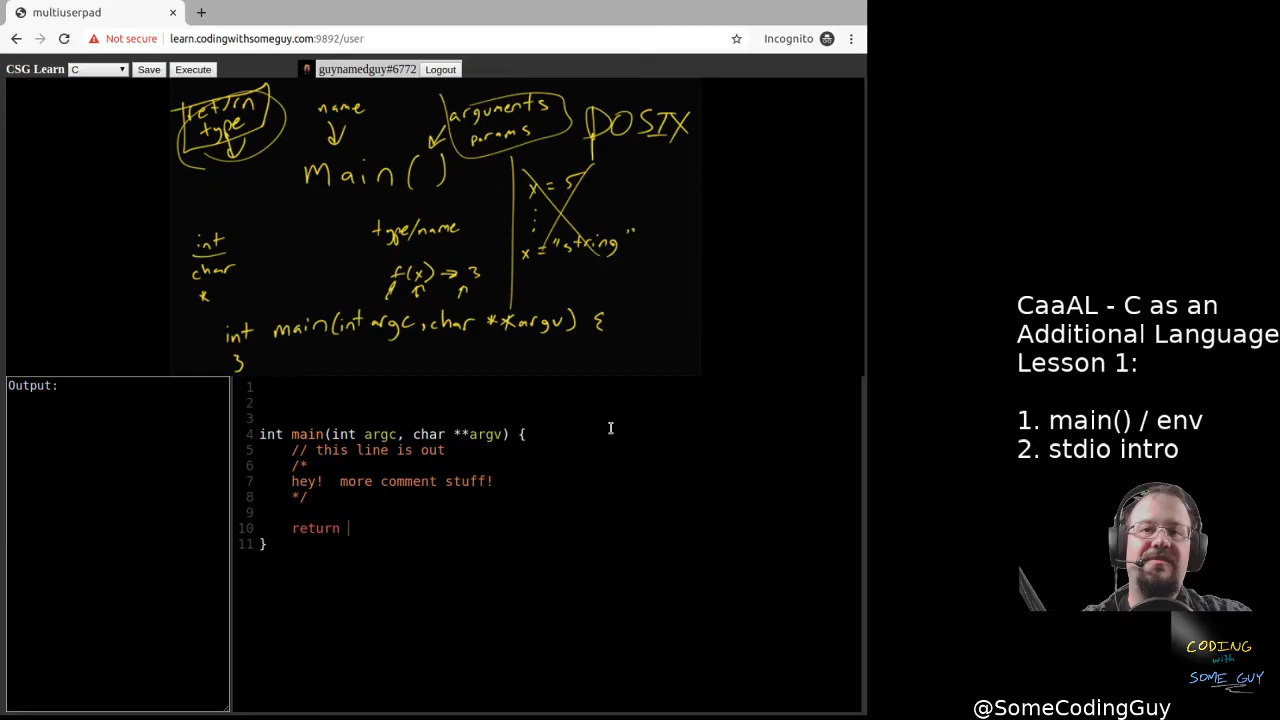 multiuserpad
Not secure
learn.codingwithsomeguy.com:9892/user
Incognito
CSG Learn
C
Save
Execute
guynamedguy#6772
Logout
return
type
name
arguments
params
POSIX
main( )
x = 5
type/name
x = "string"
int
char
*
f(x) → 3
int main(int argc, char **argv) {
}
Output:
1
2
3
4 int main(int argc, char **argv) {
5 // this line is out
6 /*
7 hey!  more comment stuff!
8 */
9
10 return
11 }
CaaAL - C as an
Additional Language
Lesson 1:
1. main() / env
2. stdio intro
CODING
with
SOME GUY
@SomeCodingGuy